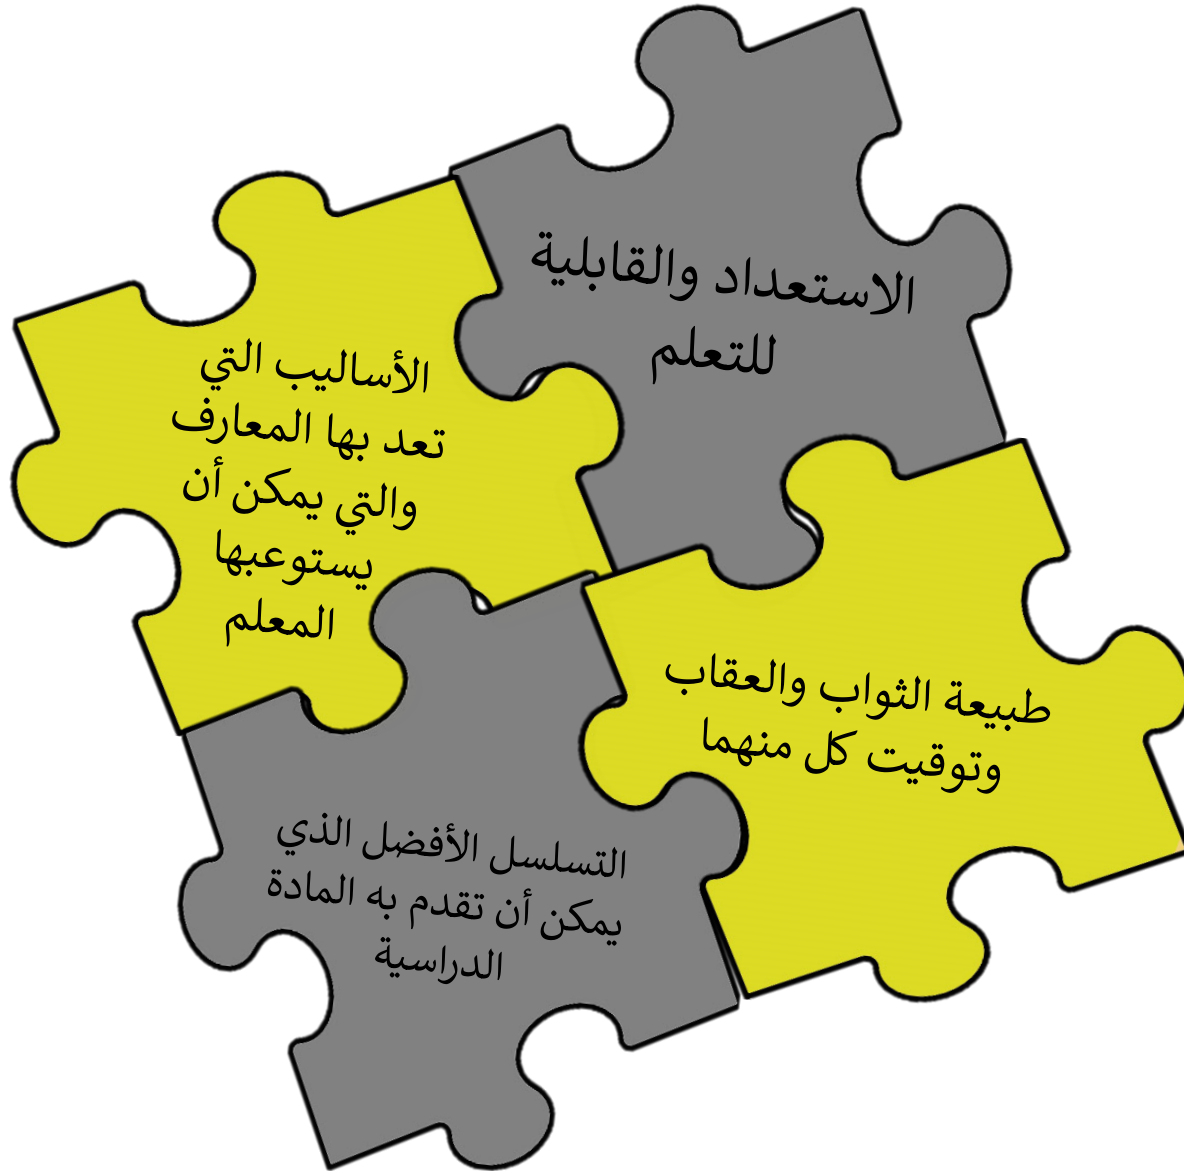 الاستعداد والقابلية
للتعلم
الأساليب التي
تعد بها المعارف
والتي يمكن أن
يستوعبها
المعلم
طبيعة الثواب والعقاب
وتوقيت كل منهما
التسلسل الأفضل الذي
يمكن أن تقدم به المادة
الدراسية